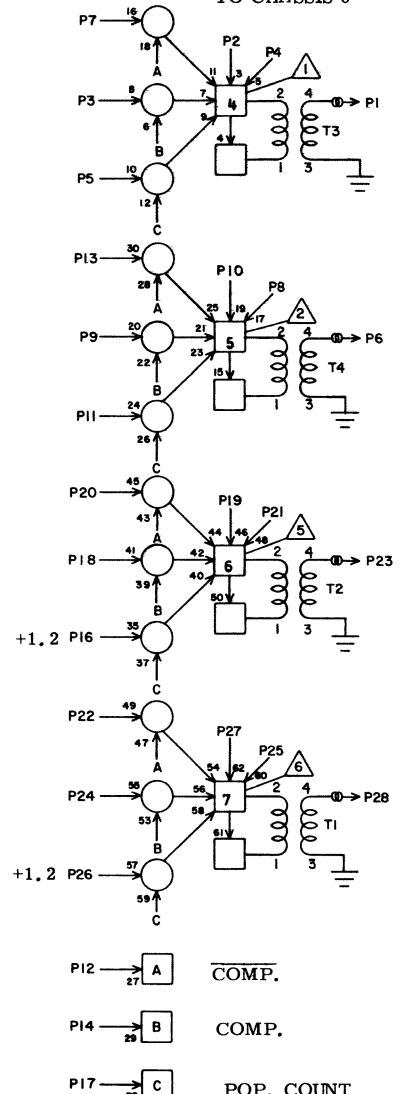 TO CHASSIS 0
P7 16
18 P2 P4
A 11 3 5 1
P3 8 7 4 2 4 P1
6 9 T3
B 4 1 3
P5 10
12
C
P13 30
28 P10 P8
A 25 19 17 2
P9 20 21 5 2 4 P6
22 23 T4
B 15 1 3
P11 24
26
C
P20 45
43 P19 P21
A 44 46 48 5
P18 41 42 6 2 4 P23
39 40 T2
B 50 1 3
+1.2 P16 35
37
C
P22 49
47 P27 P25
A 54 62 60 6
P24 55 56 7 2 4 P28
53 58 T1
B 61 1 3
+1.2 P26 57
59
C
P12 27 A COMP.
P14 29 B COMP.
P17 C POP. COUNT